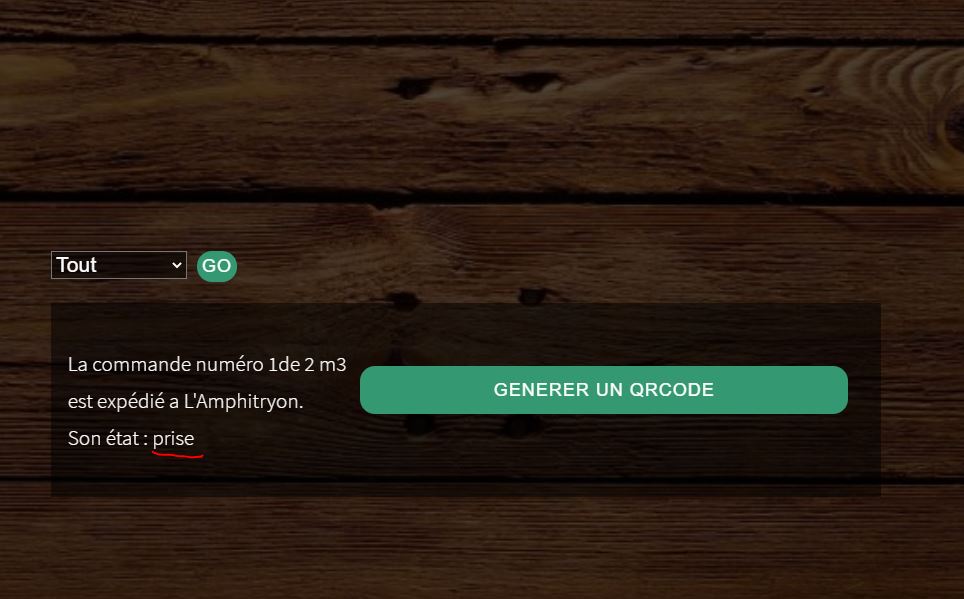 Tout
GO
La commande numéro 1de 2 m3
est expédié a L'Amphitryon.
Son état : prise
GENERER UN QRCODE